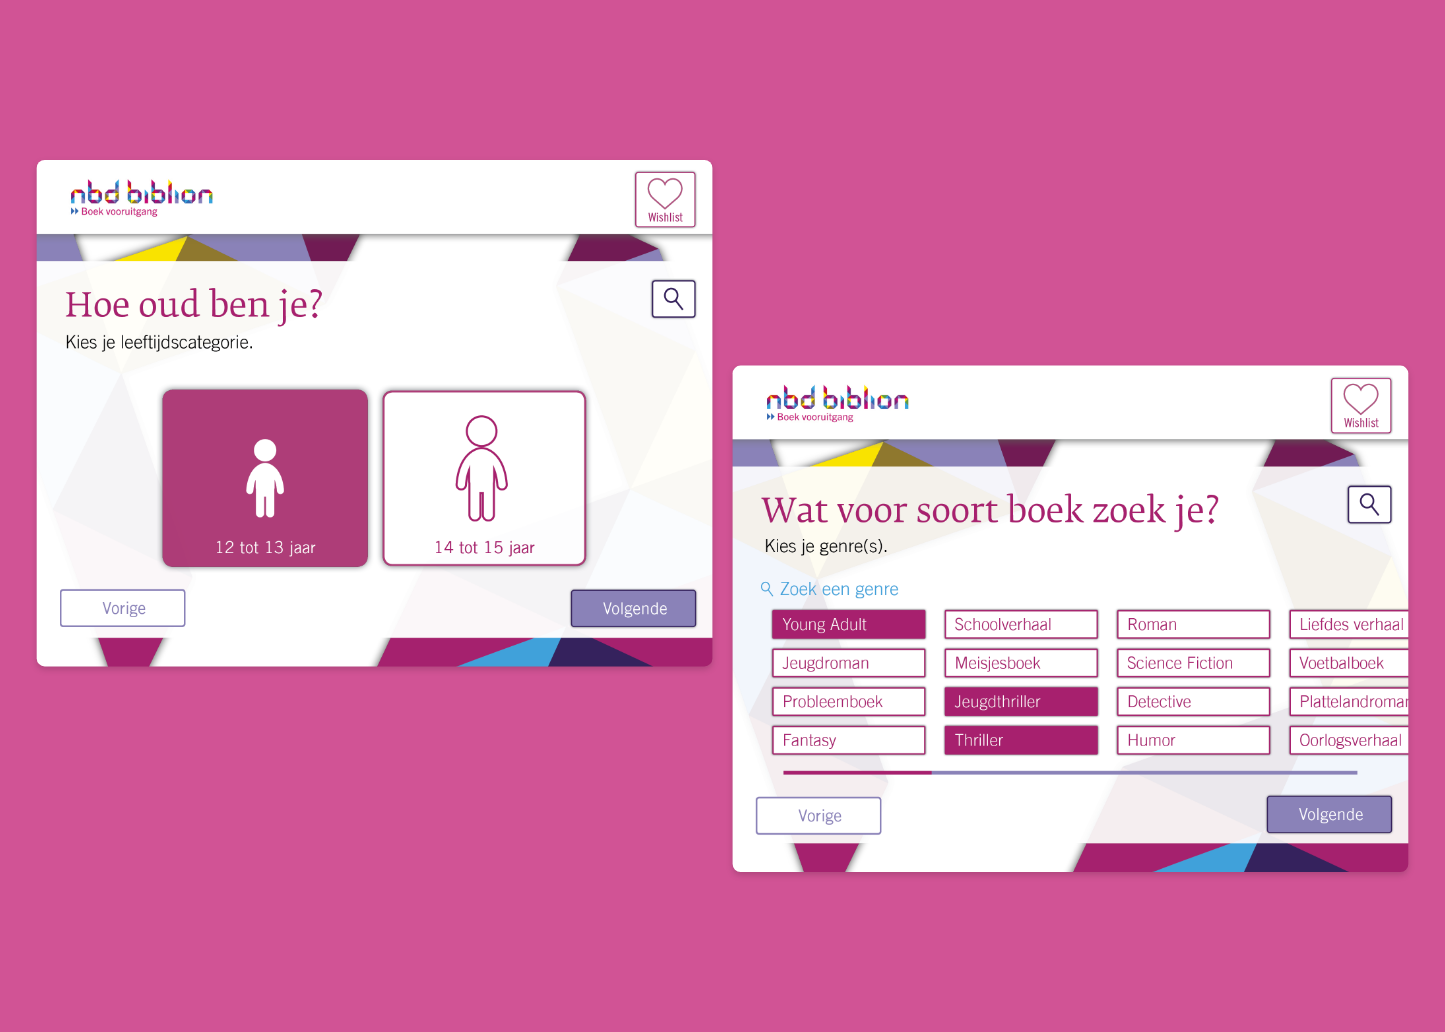 nbd biblion
Boek vooruitgang
Wishlist
Hoe oud ben je?
Kies je leeftijdscategorie.
12 tot 13 jaar
14 tot 15 jaar
Vorige
Volgende
nbd biblion
Boek vooruitgang
Wishlist
Wat voor soort boek zoek je?
Kies je genre(s).
Zoek een genre
Young Adult
Schoolverhaal
Roman
Liefdes verhaal
Jeugdroman
Meisjesboek
Science Fiction
Voetbalboek
Probleemboek
Jeugdthriller
Detective
Plattelandroman
Fantasy
Thriller
Humor
Oorlogsverhaal
Vorige
Volgende